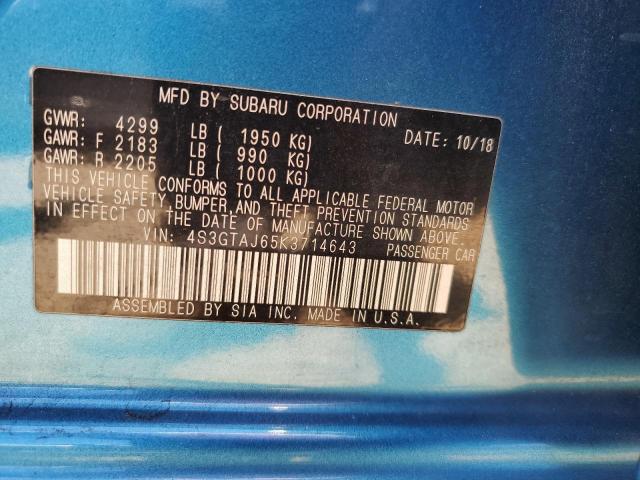 MFD BY SUBARU CORPORATION
GVWR: 4299 LB ( 1950 KG) DATE: 10/18
GAWR: F 2183 LB ( 990 KG)
GAWR: R 2205 LB ( 1000 KG)
THIS VEHICLE CONFORMS TO ALL APPLICABLE FEDERAL MOTOR
VEHICLE SAFETY, BUMPER, AND THEFT PREVENTION STANDARDS
IN EFFECT ON THE DATE OF MANUFACTURE SHOWN ABOVE.
VIN: 4S3GTAJ65K3714643 PASSENGER CAR
ASSEMBLED BY SIA INC. MADE IN U.S.A.